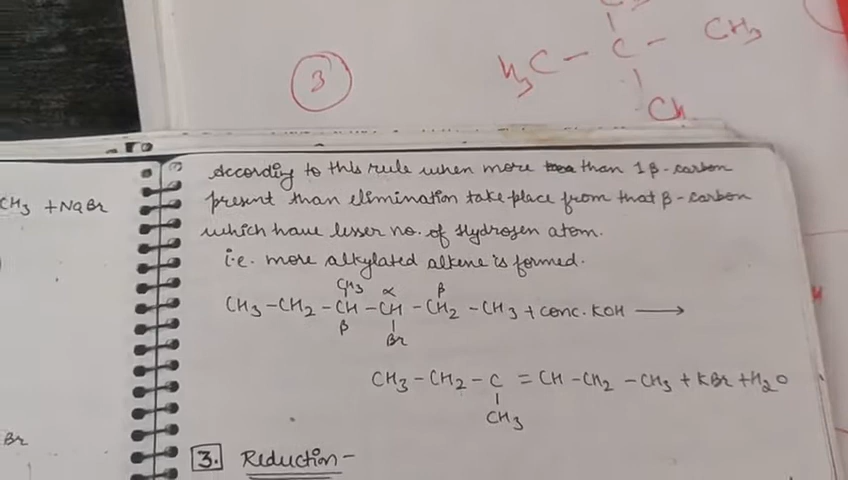 3
H3C - C - CH3
CH
CH3 + NaBr
According to this rule when more than 1 β-carbon
present than elimination take place from that β-carbon
which have lesser no. of Hydrogen atom.
i.e. more alkylated alkene is formed.
CH3 α β
CH3-CH2-CH-CH-CH2-CH3 + conc. KOH ⟶
β Br
CH3-CH2-C=CH-CH2-CH3 + KBr + H2O
CH3
Br
3. Reduction-